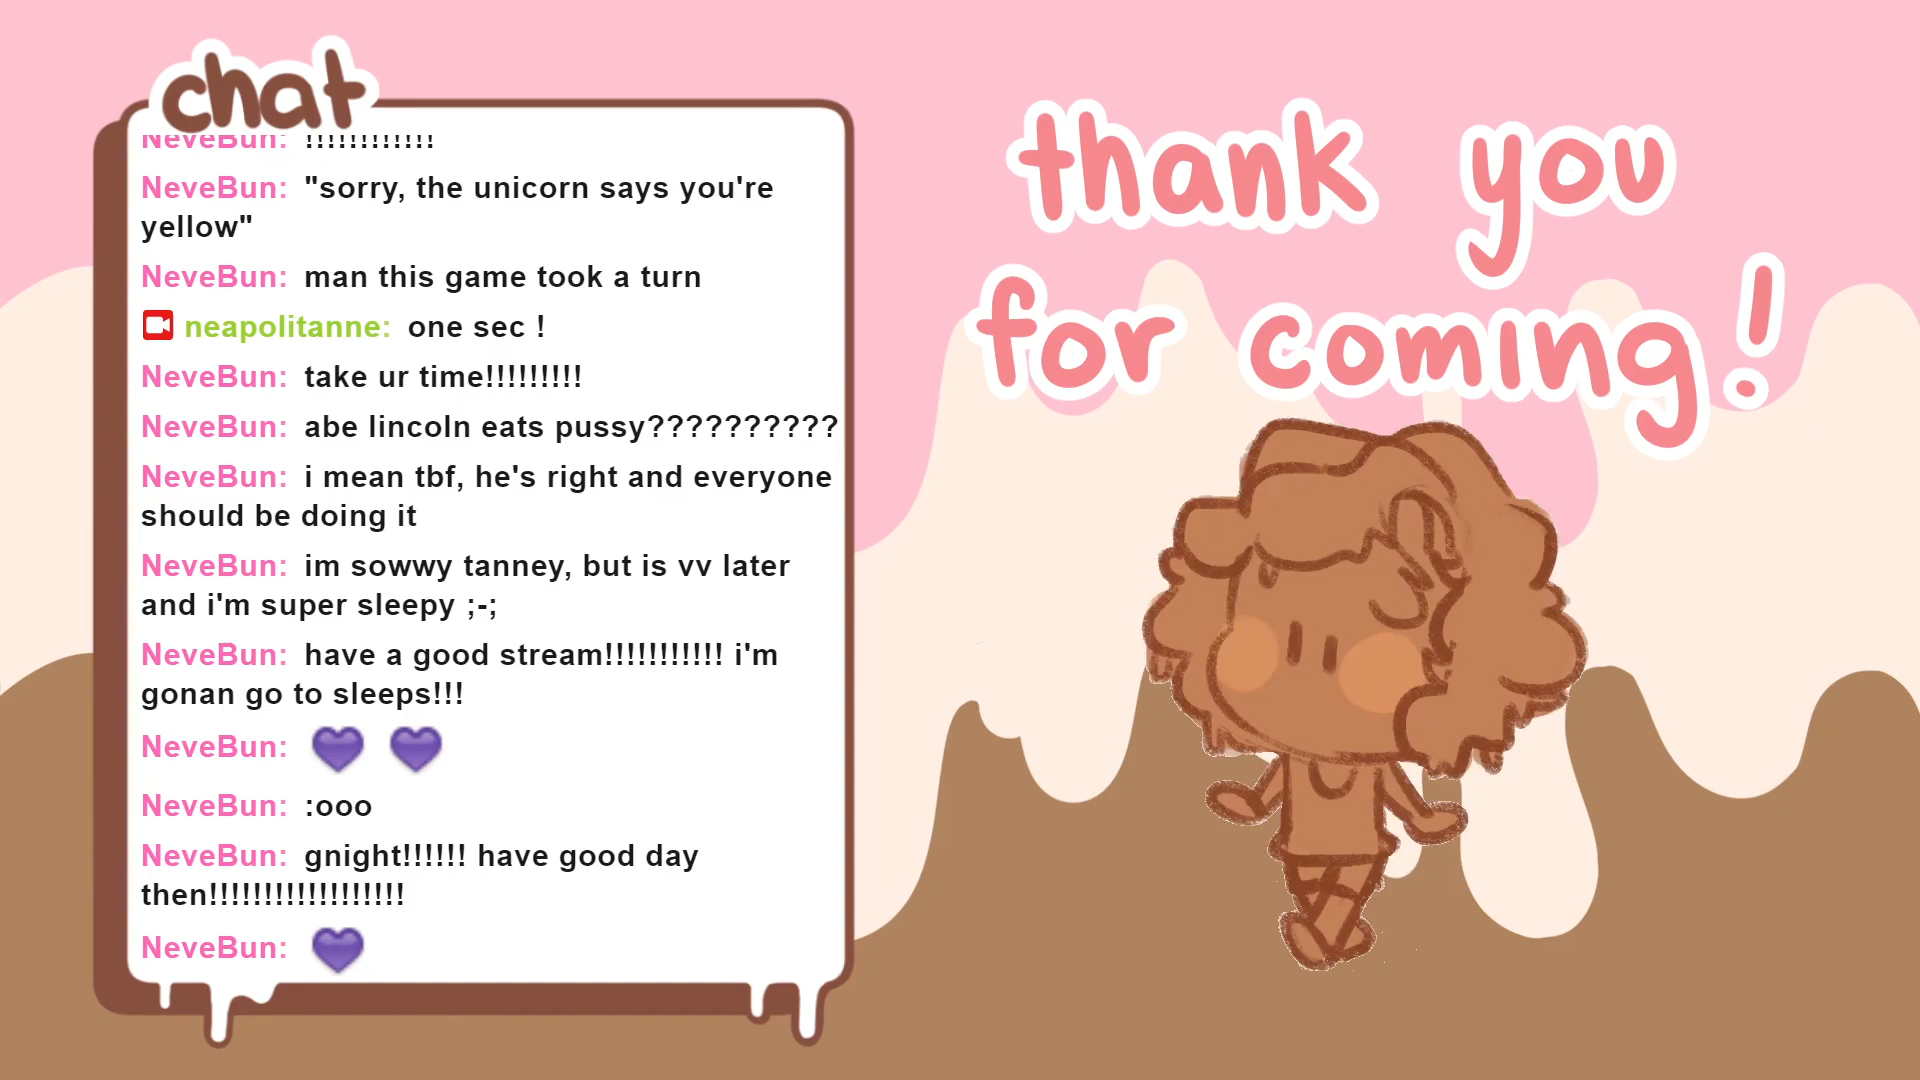 chat
NeveBun: !!!!!!!!!!!!
NeveBun: "sorry, the unicorn says you're
yellow"
NeveBun: man this game took a turn
neapolitanne: one sec !
NeveBun: take ur time!!!!!!!!!
NeveBun: abe lincoln eats pussy??????????
NeveBun: i mean tbf, he's right and everyone
should be doing it
NeveBun: im sowwy tanney, but is vv later
and i'm super sleepy ;-;
NeveBun: have a good stream!!!!!!!!!!! i'm
gonan go to sleeps!!!
NeveBun: 💜 💜
NeveBun: :ooo
NeveBun: gnight!!!!!! have good day
then!!!!!!!!!!!!!!!!!!
NeveBun: 💜
thank you
for coming!